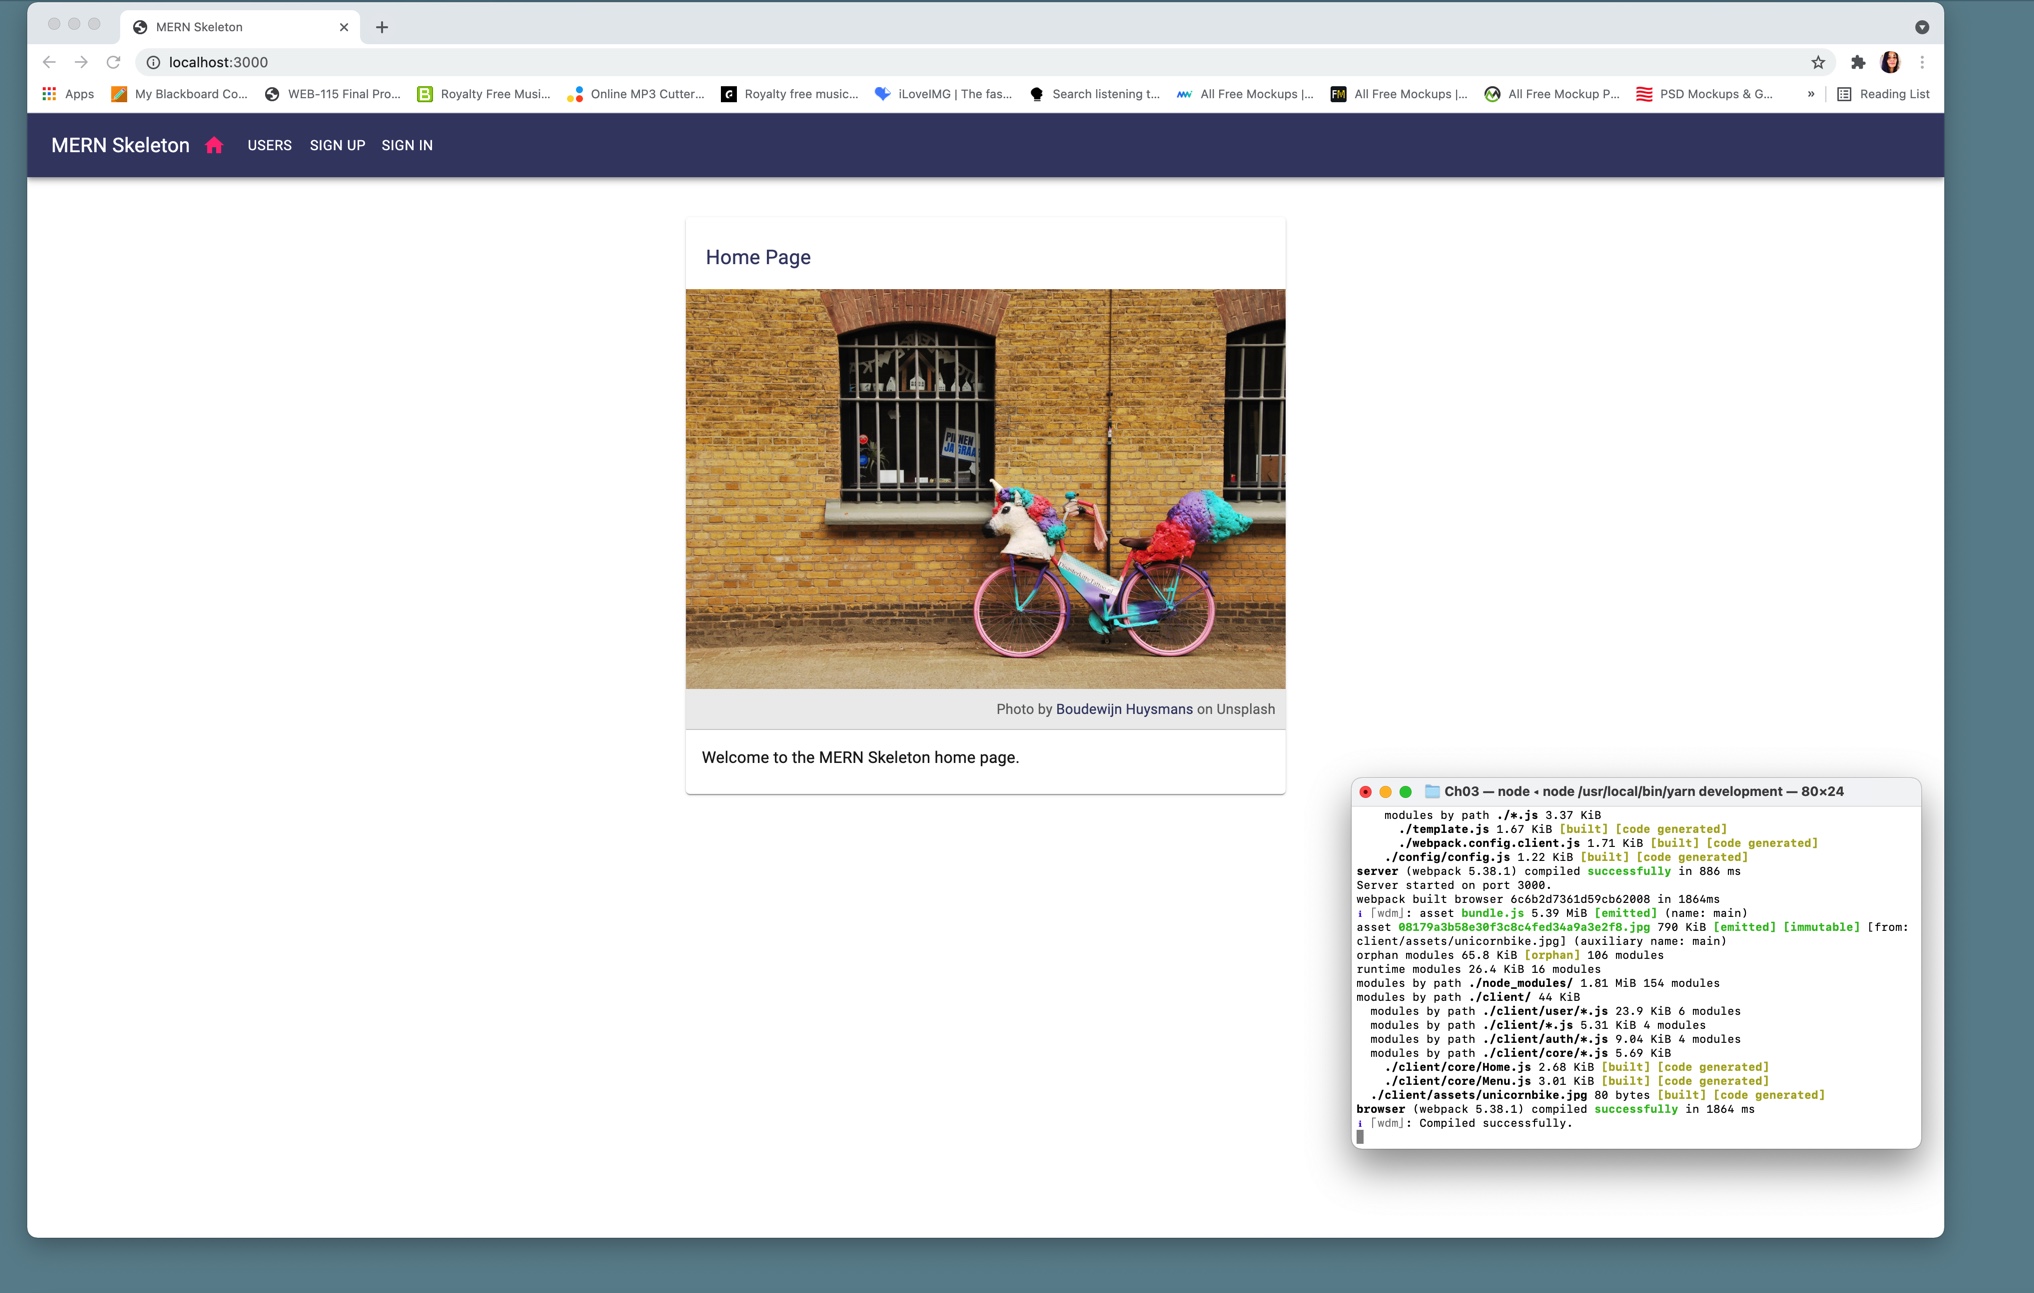 MERN Skeleton
localhost:3000
Apps My Blackboard Co... WEB-115 Final Pro... Royalty Free Musi... Online MP3 Cutter... Royalty free music... iLoveIMG | The fas... Search listening t... All Free Mockups |... FM All Free Mockups |... All Free Mockup P... PSD Mockups & G... » Reading List
MERN Skeleton USERS SIGN UP SIGN IN
Home Page
Photo by Boudewijn Huysmans on Unsplash
Welcome to the MERN Skeleton home page.
Ch03 — node ◂ node /usr/local/bin/yarn development — 80×24
modules by path ./*.js 3.37 KiB
./template.js 1.67 KiB [built] [code generated]
./webpack.config.client.js 1.71 KiB [built] [code generated]
./config/config.js 1.22 KiB [built] [code generated]
server (webpack 5.38.1) compiled successfully in 886 ms
Server started on port 3000.
webpack built browser 6c6b2d7361d59cb62008 in 1864ms
ℹ ｢wdm｣: asset bundle.js 5.39 MiB [emitted] (name: main)
asset 08179a3b58e30f3c8c4fed34a9a3e2f8.jpg 790 KiB [emitted] [immutable] [from:
client/assets/unicornbike.jpg] (auxiliary name: main)
orphan modules 65.8 KiB [orphan] 106 modules
runtime modules 26.4 KiB 16 modules
modules by path ./node_modules/ 1.81 MiB 154 modules
modules by path ./client/ 44 KiB
modules by path ./client/user/*.js 23.9 KiB 6 modules
modules by path ./client/*.js 5.31 KiB 4 modules
modules by path ./client/auth/*.js 9.04 KiB 4 modules
modules by path ./client/core/*.js 5.69 KiB
./client/core/Home.js 2.68 KiB [built] [code generated]
./client/core/Menu.js 3.01 KiB [built] [code generated]
./client/assets/unicornbike.jpg 80 bytes [built] [code generated]
browser (webpack 5.38.1) compiled successfully in 1864 ms
ℹ ｢wdm｣: Compiled successfully.